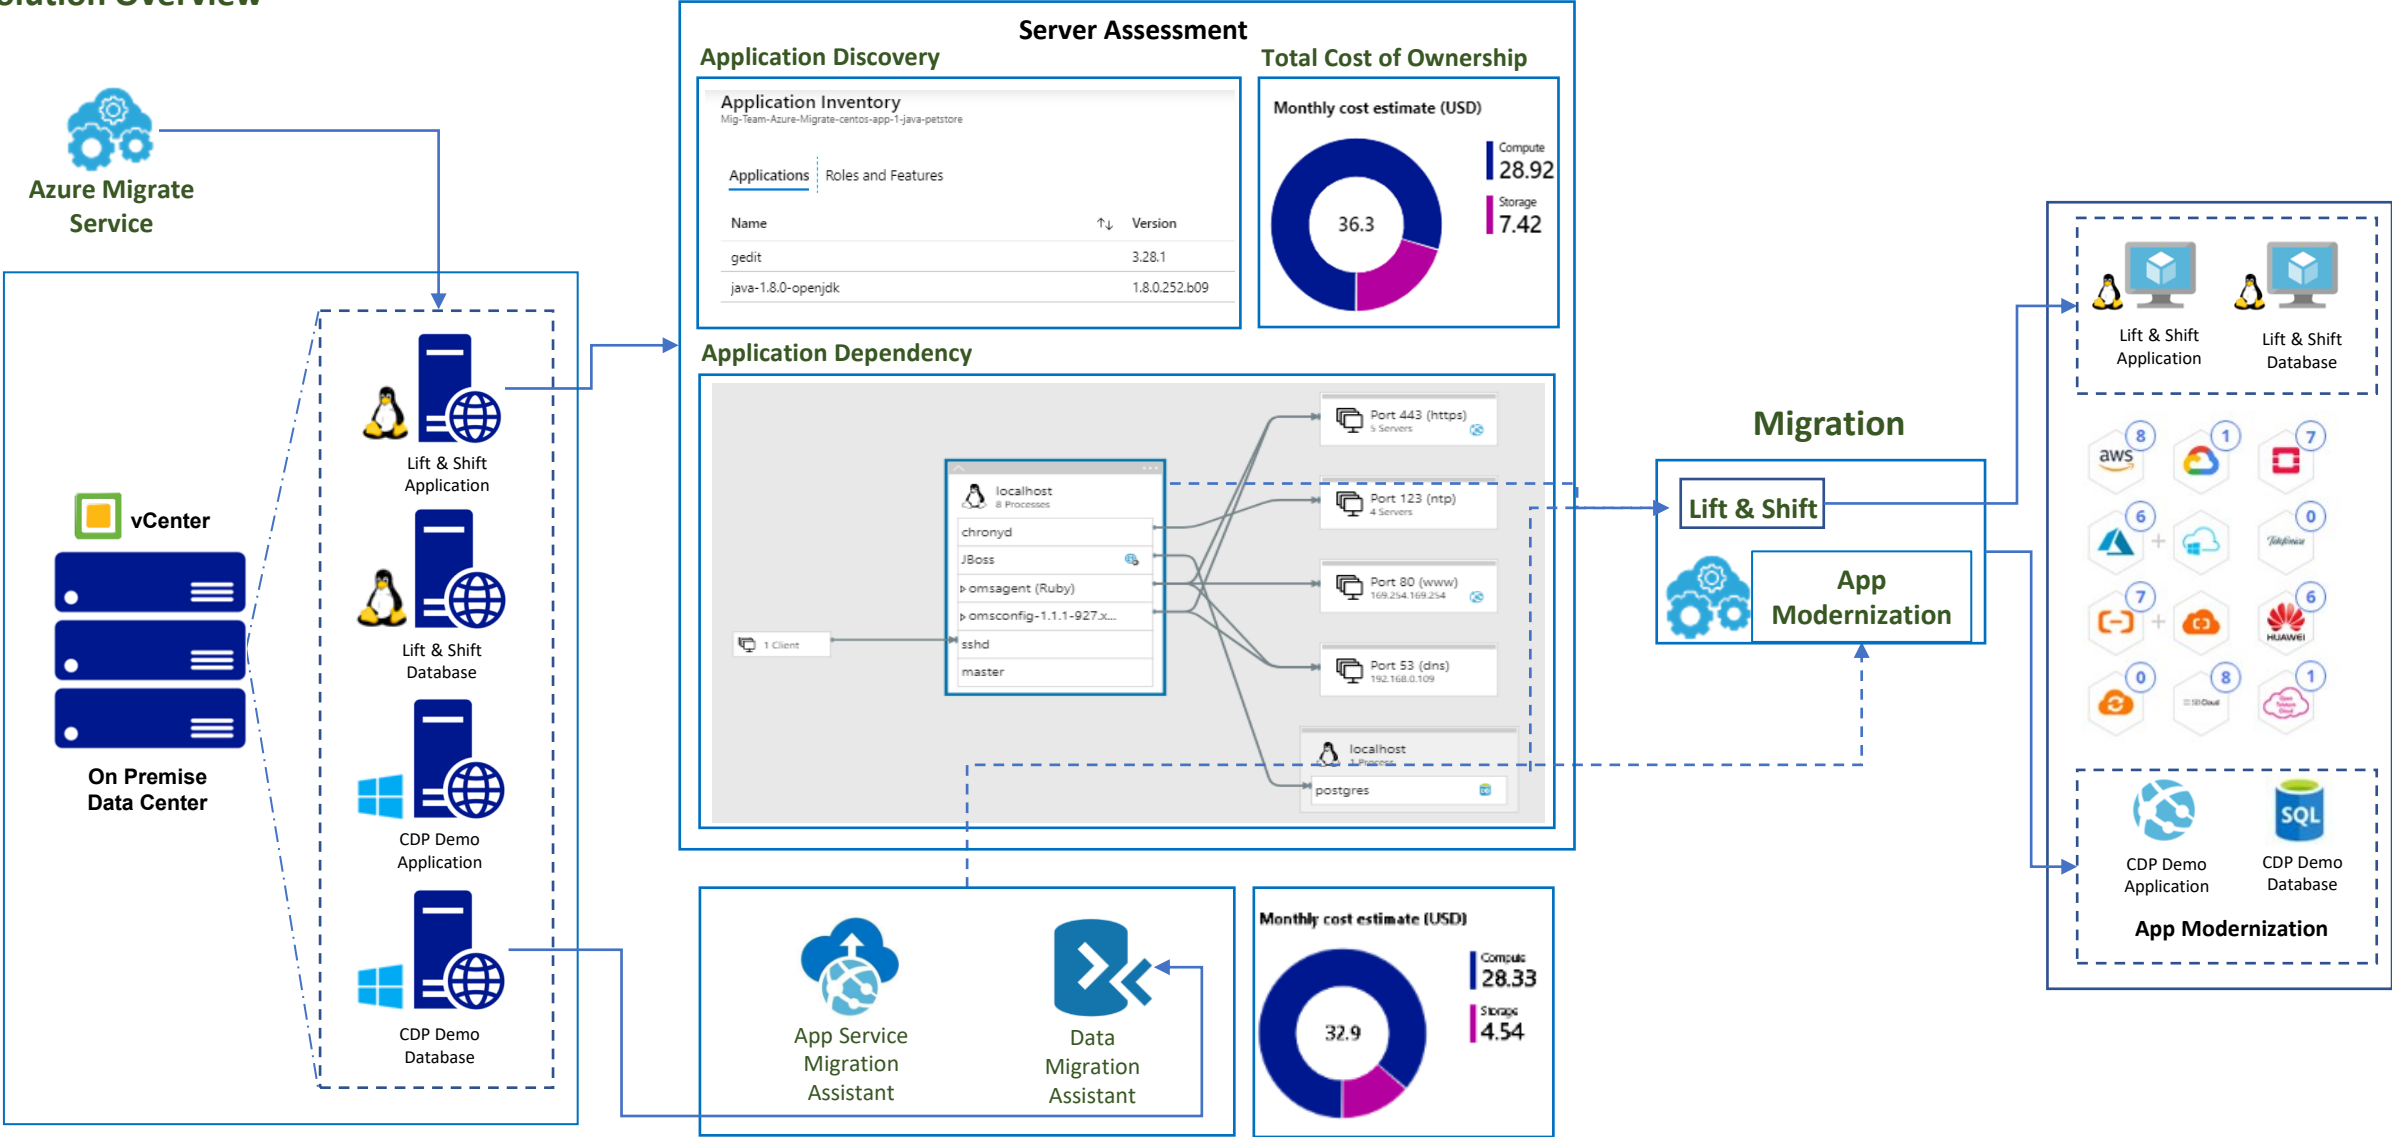 Solution Overview
Azure Migrate
Service
vCenter
On Premise
Data Center
Lift & Shift
Application
Lift & Shift
Database
CDP Demo
Application
CDP Demo
Database
Server Assessment
Application Discovery
Application Inventory
Mig-Team-Azure-Migrate-centos-app-1-java-petstore
Applications
Roles and Features
Name
Version
gedit
3.28.1
java-1.8.0-openjdk
1.8.0.252.b09
Total Cost of Ownership
Monthly cost estimate (USD)
36.3
Compute
28.92
Storage
7.42
Application Dependency
1 Client
localhost
8 Processes
chronyd
JBoss
omsagent (Ruby)
omsconfig-1.1.1-927.x...
sshd
master
Port 443 (https)
5 Servers
Port 123 (ntp)
4 Servers
Port 80 (www)
169.254.169.254
Port 53 (dns)
192.168.0.109
localhost
1 Process
postgres
App Service
Migration
Assistant
Data
Migration
Assistant
Monthly cost estimate (USD)
32.9
Compute
28.33
Storage
4.54
Migration
Lift & Shift
App
Modernization
Lift & Shift
Application
Lift & Shift
Database
aws
8
1
7
6
+
0
Telefónica
7
+
6
HUAWEI
0
8
1
Open
Telekom
Cloud
SQL
CDP Demo
Application
CDP Demo
Database
App Modernization